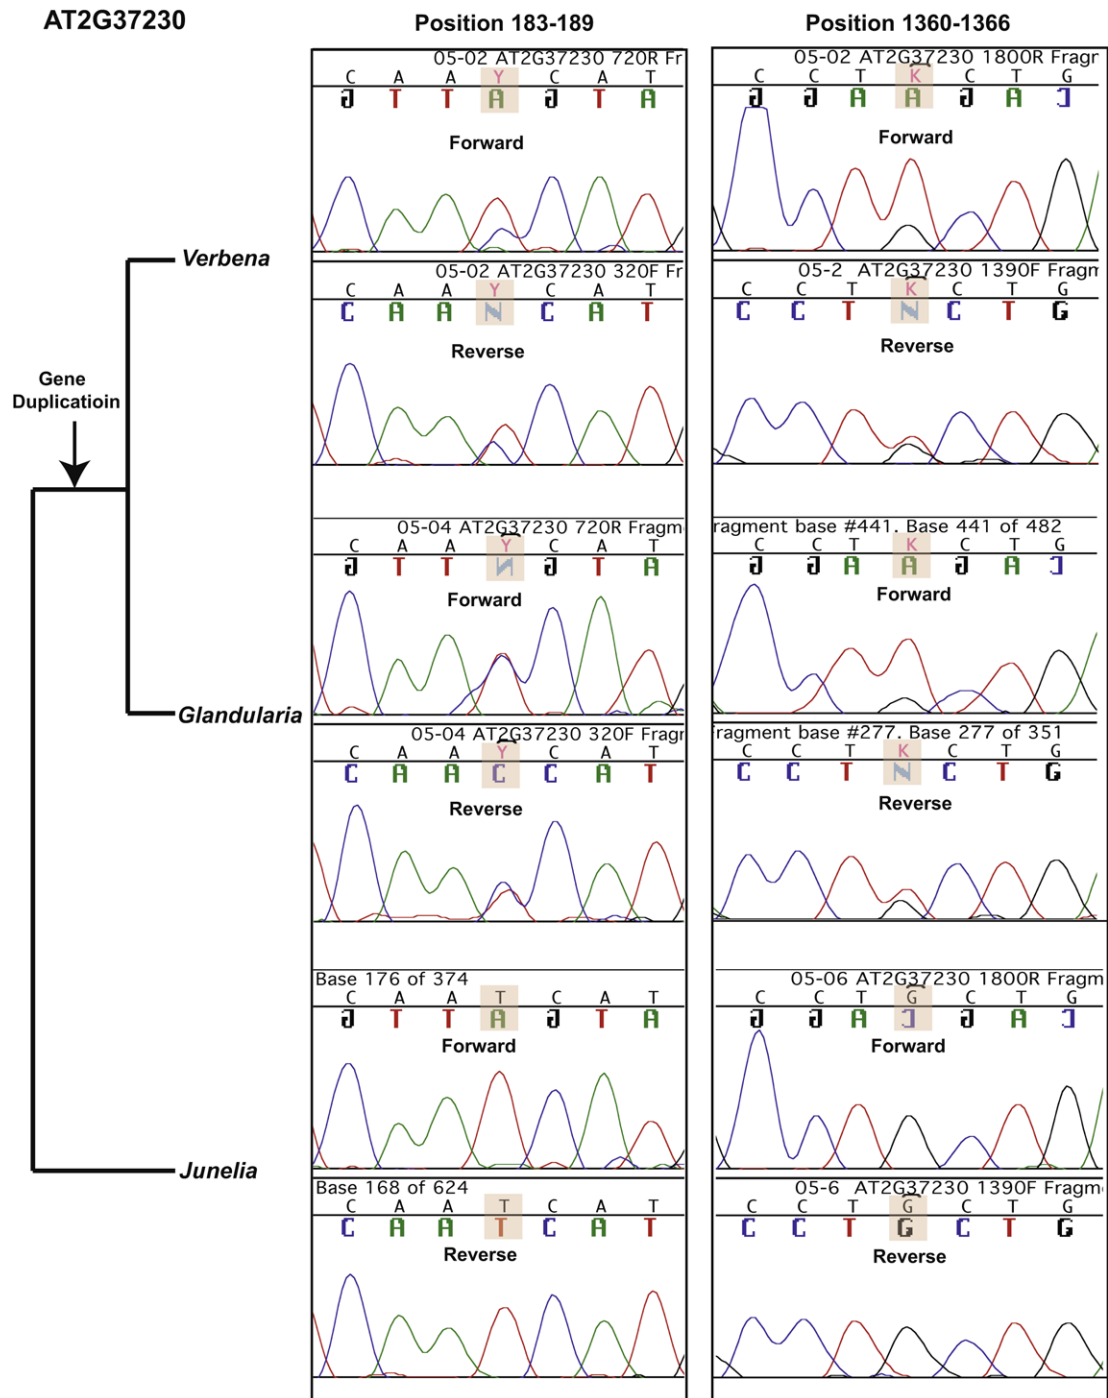 AT2G37230
Position 183-189
Position 1360-1366
05-02 AT2G37230 720R Fr
C A A Y C A T
G T T A G T A
Forward
05-02 AT2G37230 1800R Fragr
C C T K C T G
G G A A G A C
Forward
Verbena
05-02 AT2G37230 320F Fr
C A A Y C A T
C A A N C A T
Reverse
05-2 AT2G37230 1390F Fragn
C C T K C T G
C C T N C T G
Reverse
Gene
Duplicatioin
05-04 AT2G37230 720R Fragm
C A A Y C A T
G T T N G T A
Forward
ragment base #441. Base 441 of 482
C C T K C T G
G G A A G A C
Forward
Glandularia
05-04 AT2G37230 320F Fragr
C A A Y C A T
C A A C C A T
Reverse
Fragment base #277. Base 277 of 351
C C T K C T G
C C T N C T G
Reverse
Base 176 of 374
C A A T C A T
G T T A G T A
Forward
05-06 AT2G37230 1800R Fragm
C C T G C T G
G G A C G A C
Forward
Junelia
Base 168 of 624
C A A T C A T
C A A T C A T
Reverse
05-6 AT2G37230 1390F Fragm
C C T G C T G
C C T G C T G
Reverse